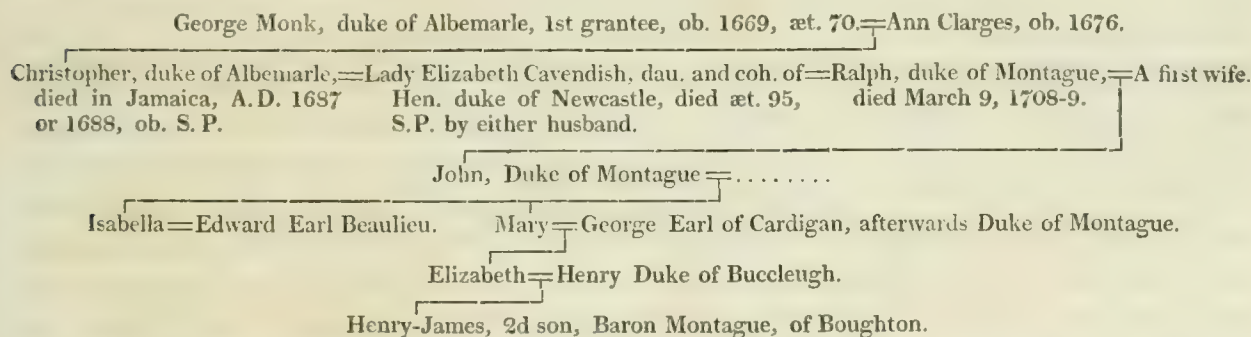 George Monk, duke of Albemarle, 1st grantee, ob. 1669, æt. 70.=Ann Clarges, ob. 1676.
Christopher, duke of Albemarle,=Lady Elizabeth Cavendish, dau. and coh. of=Ralph, duke of Montague,=A first wife.
died in Jamaica, A.D. 1687 Hen. duke of Newcastle, died æt. 95, died March 9, 1708-9.
or 1688, ob. S. P. S.P. by either husband.
John, Duke of Montague=........
Isabella=Edward Earl Beaulieu. Mary=George Earl of Cardigan, afterwards Duke of Montague.
Elizabeth=Henry Duke of Buccleugh.
Henry-James, 2d son, Baron Montague, of Boughton.